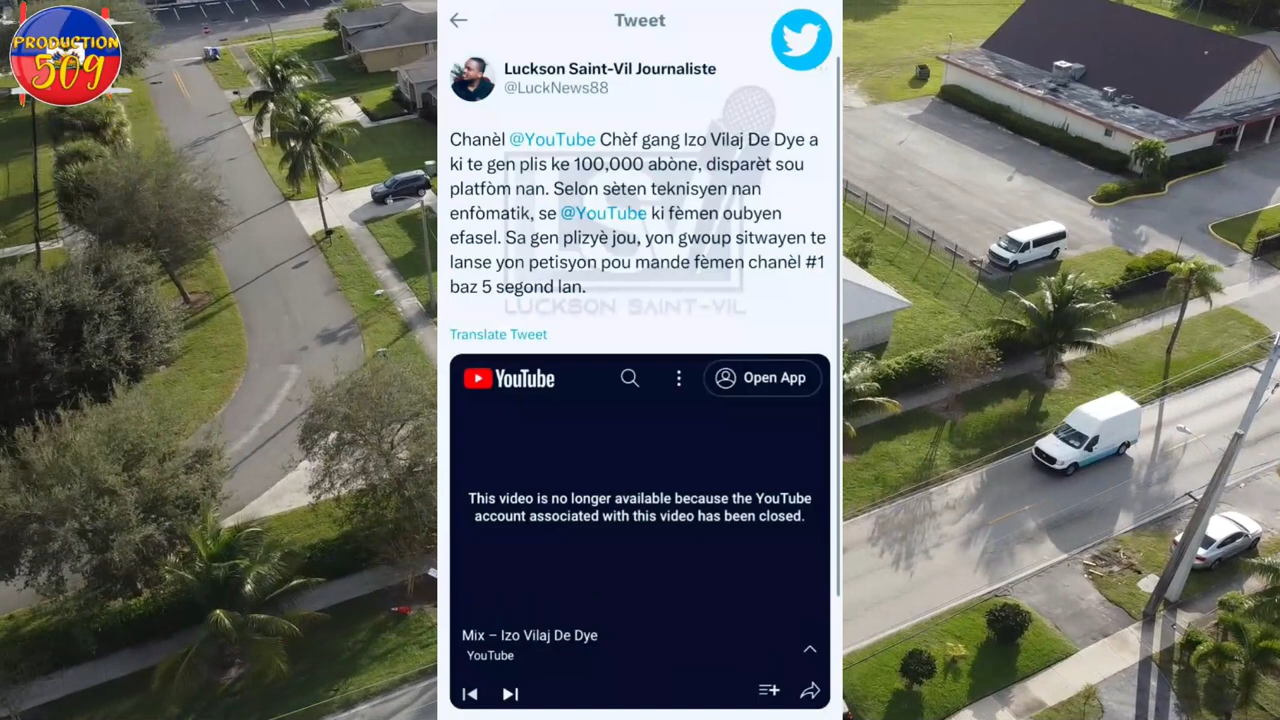 PRODUCTION
509
Tweet
Luckson Saint-Vil Journaliste
@LuckNews88
Chanèl @YouTube Chèf gang Izo Vilaj De Dye a
ki te gen plis ke 100,000 abòne, disparèt sou
platfòm nan. Selon sèten teknisyen nan
enfòmatik, se @YouTube ki fèmen oubyen
efasel. Sa gen plizyè jou, yon gwoup sitwayen te
lanse yon petisyon pou mande fèmen chanèl #1
baz 5 segond lan.
LUCKSON SAINT-VIL
Translate Tweet
YouTube
Open App
This video is no longer available because the YouTube
account associated with this video has been closed.
Mix – Izo Vilaj De Dye
YouTube